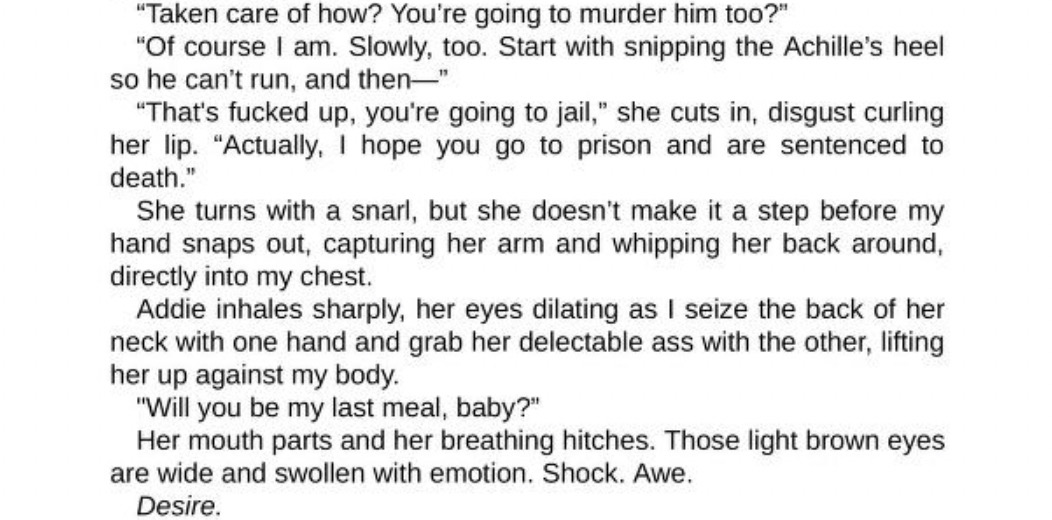 “Taken care of how? You’re going to murder him too?”
“Of course I am. Slowly, too. Start with snipping the Achille’s heel
so he can’t run, and then—”
“That's fucked up, you're going to jail,” she cuts in, disgust curling
her lip. “Actually, I hope you go to prison and are sentenced to
death.”
She turns with a snarl, but she doesn’t make it a step before my
hand snaps out, capturing her arm and whipping her back around,
directly into my chest.
Addie inhales sharply, her eyes dilating as I seize the back of her
neck with one hand and grab her delectable ass with the other, lifting
her up against my body.
"Will you be my last meal, baby?”
Her mouth parts and her breathing hitches. Those light brown eyes
are wide and swollen with emotion. Shock. Awe.
Desire.